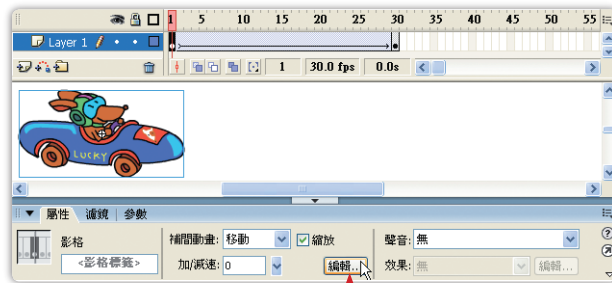 1 5 10 15 20 25 30 35 40 45 50 55
Layer 1
1 30.0 fps 0.0s
LUCKY
屬性 濾鏡 參數
影格 補間動畫: 移動 縮放 聲音: 無
<影格標籤> 加/減速: 0 編輯... 效果: 無 編輯...